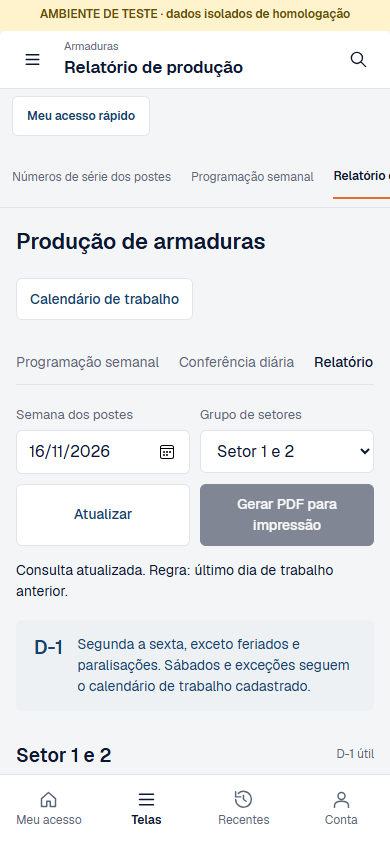 AMBIENTE DE TESTE · dados isolados de homologação
Armaduras
Relatório de produção
Meu acesso rápido
Números de série dos postes
Programação semanal
Relatório
Produção de armaduras
Calendário de trabalho
Programação semanal
Conferência diária
Relatório
Semana dos postes
Grupo de setores
16/11/2026
Setor 1 e 2
Atualizar
Gerar PDF para
impressão
Consulta atualizada. Regra: último dia de trabalho
anterior.
D-1
Segunda a sexta, exceto feriados e
paralisações. Sábados e exceções seguem
o calendário de trabalho cadastrado.
Setor 1 e 2
D-1 útil
Meu acesso
Telas
Recentes
Conta